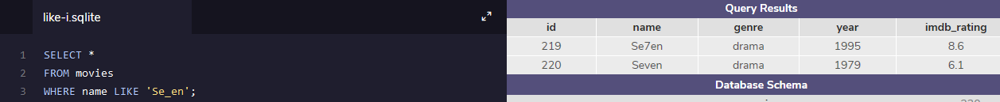 like-i.sqlite
1 SELECT *
2 FROM movies
3 WHERE name LIKE 'Se_en';
Query Results
id name genre year imdb_rating
219 Se7en drama 1995 8.6
220 Seven drama 1979 6.1
Database Schema